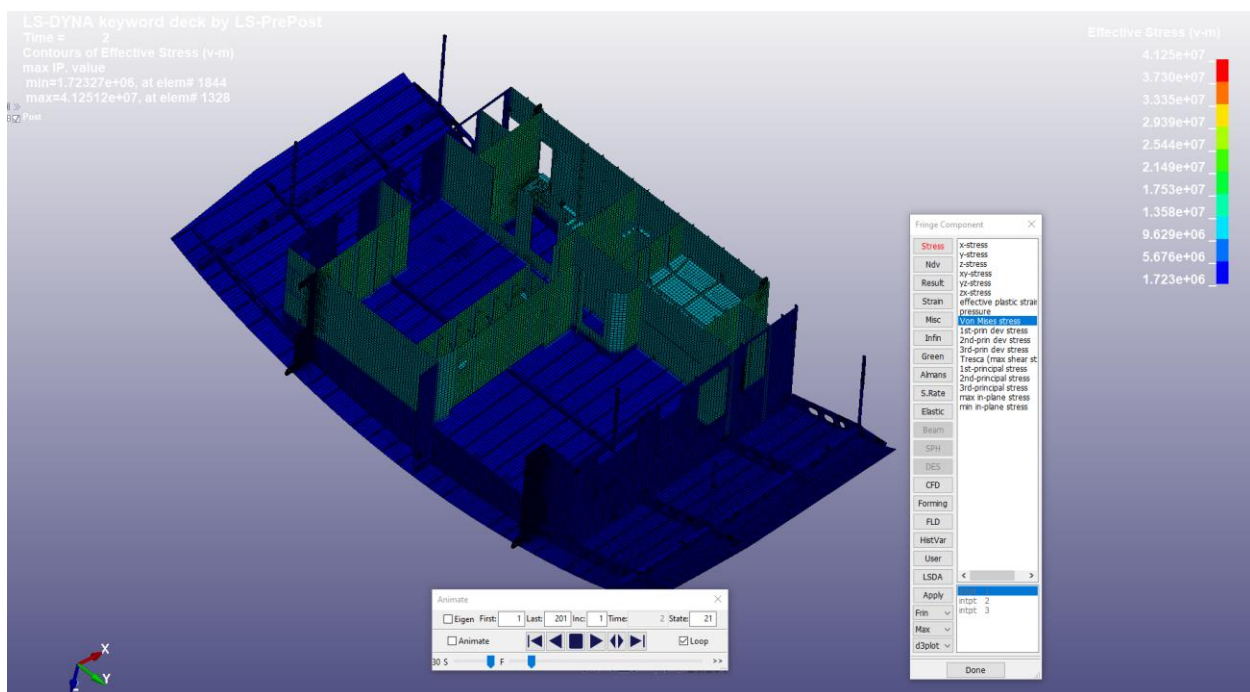 LS-DYNA keyword deck by LS-PrePost
Time = 2
Contours of Effective Stress (v-m)
max IP. value
min=1.72327e+06, at elem# 1844
max=4.12512e+07, at elem# 1328
Post
Effective Stress (v-m)
4.125e+07
3.730e+07
3.335e+07
2.939e+07
2.544e+07
2.149e+07
1.753e+07
1.358e+07
9.629e+06
5.676e+06
1.723e+06
Fringe Component
Stress
Ndv
Result
Strain
Misc
Infin
Green
Almans
S.Rate
Elastic
Beam
SPH
DES
CFD
Forming
FLD
HistVar
User
LSDA
Apply
Frin
Max
d3plot
x-stress
y-stress
z-stress
xy-stress
yz-stress
zx-stress
effective plastic strain
pressure
Von Mises stress
1st-prin dev stress
2nd-prin dev stress
3rd-prin dev stress
Tresca (max shear st
1st-principal stress
2nd-principal stress
3rd-principal stress
max in-plane stress
min in-plane stress
intpt 2
intpt 3
Done
Animate
Eigen First: 1 Last: 201 Inc: 1 Time: 2 State: 21
Animate Loop
30 S F >>
X
Y